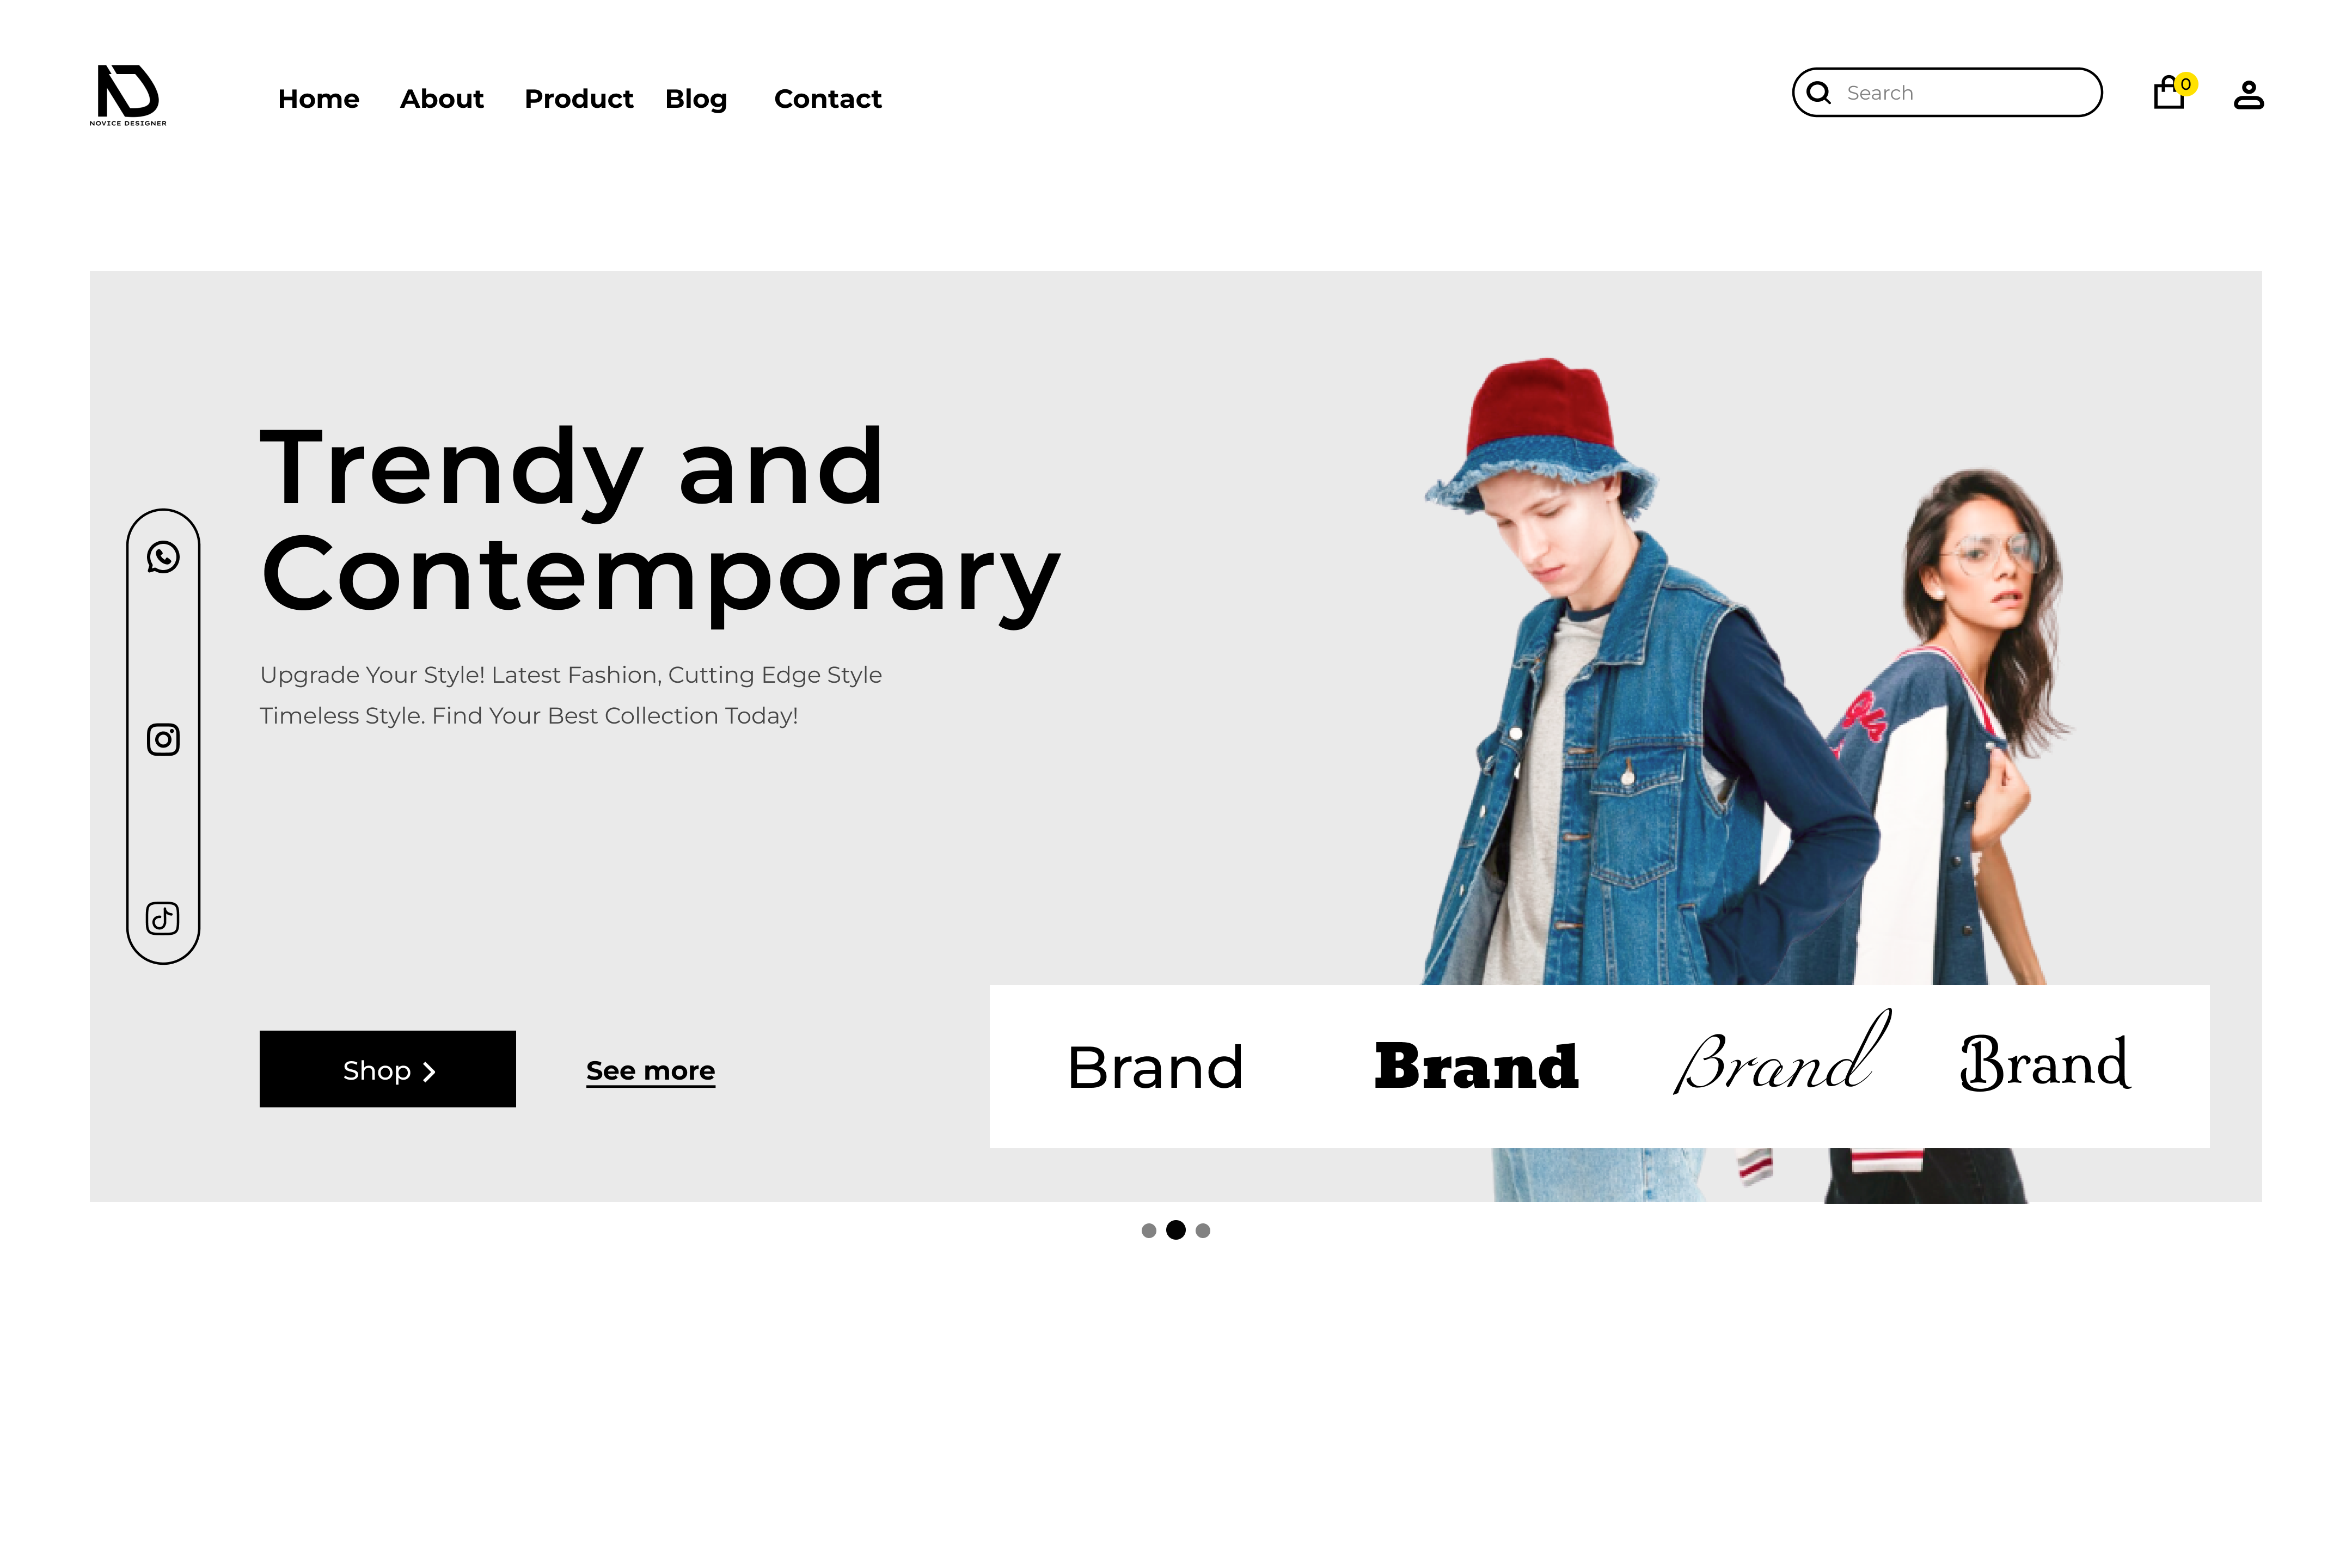 NOVICE DESIGNER
Home About Product Blog Contact
Search
0
Trendy and
Contemporary
Upgrade Your Style! Latest Fashion, Cutting Edge Style
Timeless Style. Find Your Best Collection Today!
Shop
See more
Brand Brand Brand Brand